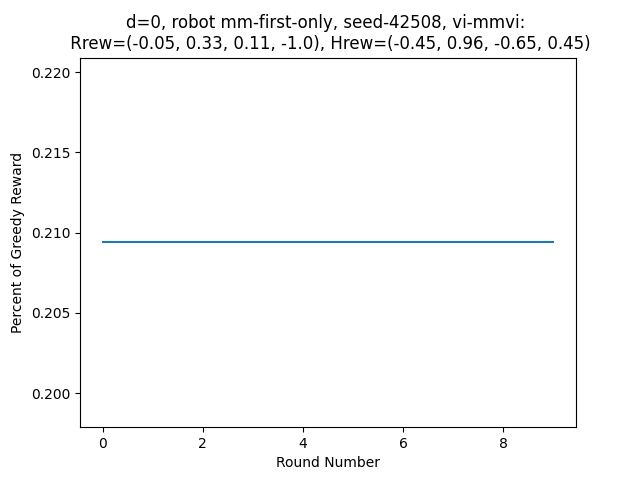 d=0, robot mm-first-only, seed-42508, vi-mmvi:
Rrew=(-0.05, 0.33, 0.11, -1.0), Hrew=(-0.45, 0.96, -0.65, 0.45)
0.220
0.215
0.210
0.205
0.200
Percent of Greedy Reward
0 2 4 6 8
Round Number